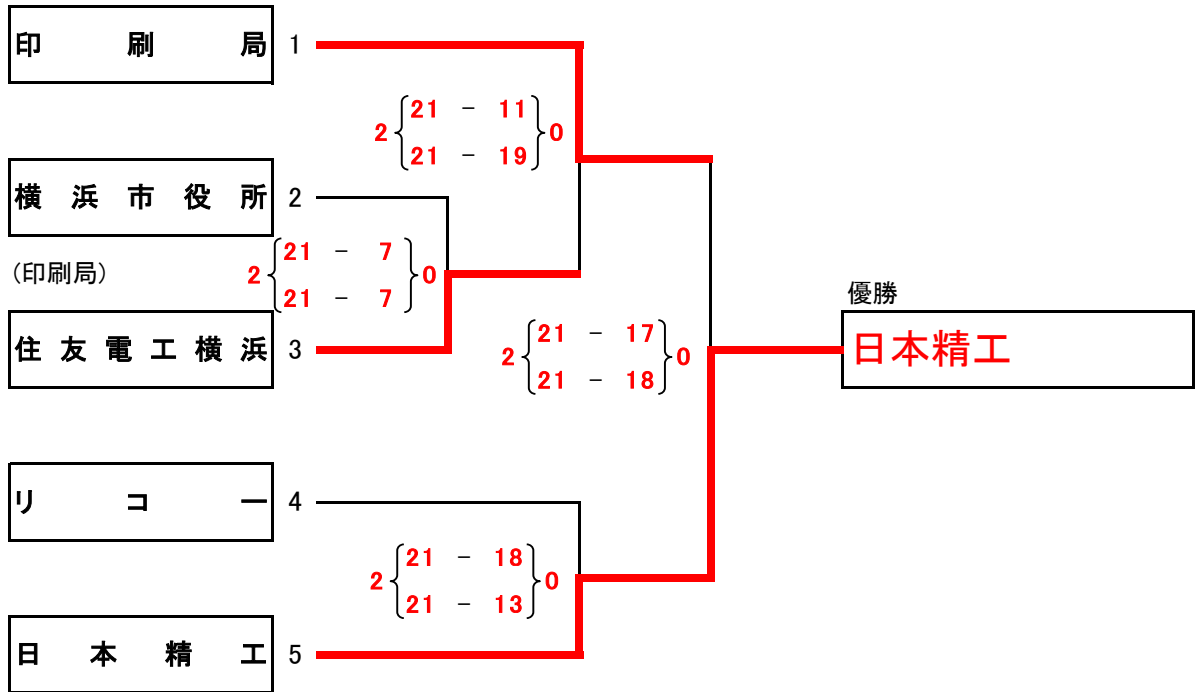 印刷局 1
2 21 - 11 0
21 - 19
横浜市役所 2
(印刷局) 2 21 - 7 0
21 - 7
優勝
住友電工横浜 3
2 21 - 17 0
21 - 18
日本精工
リコー 4
2 21 - 18 0
21 - 13
日本精工 5